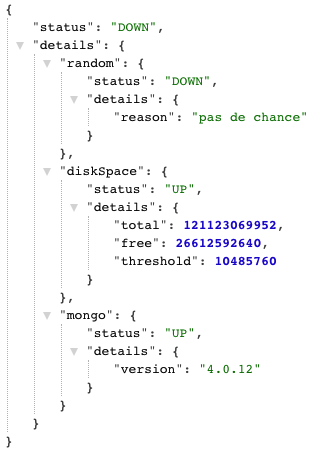 {
"status": "DOWN",
"details": {
"random": {
"status": "DOWN",
"details": {
"reason": "pas de chance"
}
},
"diskSpace": {
"status": "UP",
"details": {
"total": 121123069952,
"free": 26612592640,
"threshold": 10485760
}
},
"mongo": {
"status": "UP",
"details": {
"version": "4.0.12"
}
}
}
}